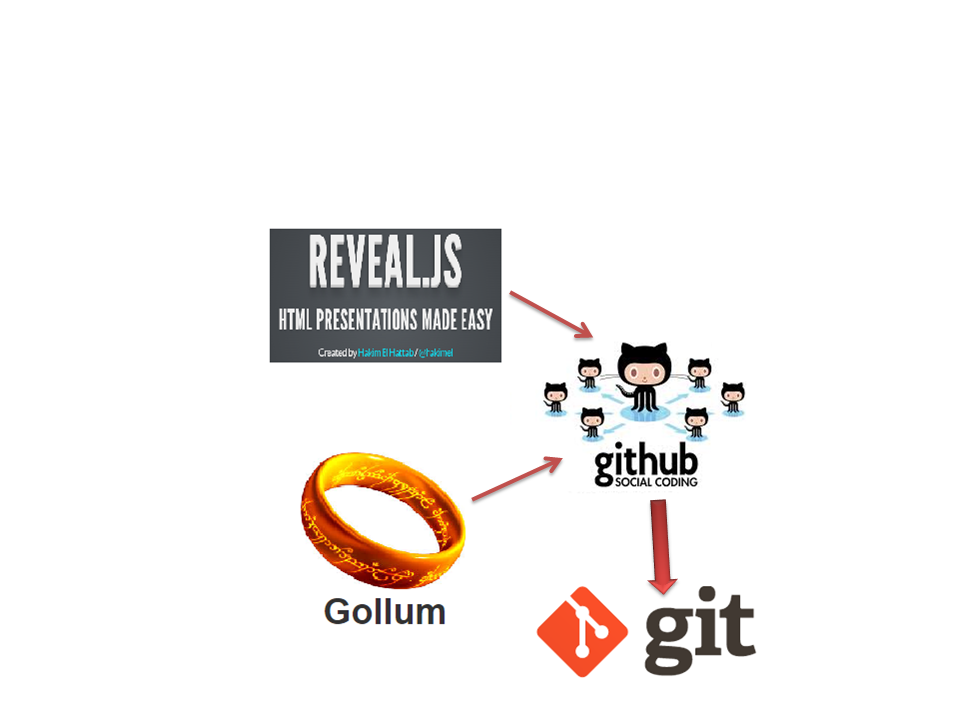 REVEAL.JS
HTML PRESENTATIONS MADE EASY
Created by Hakim El Hattab / @hakimel
github
SOCIAL CODING
Gollum
git